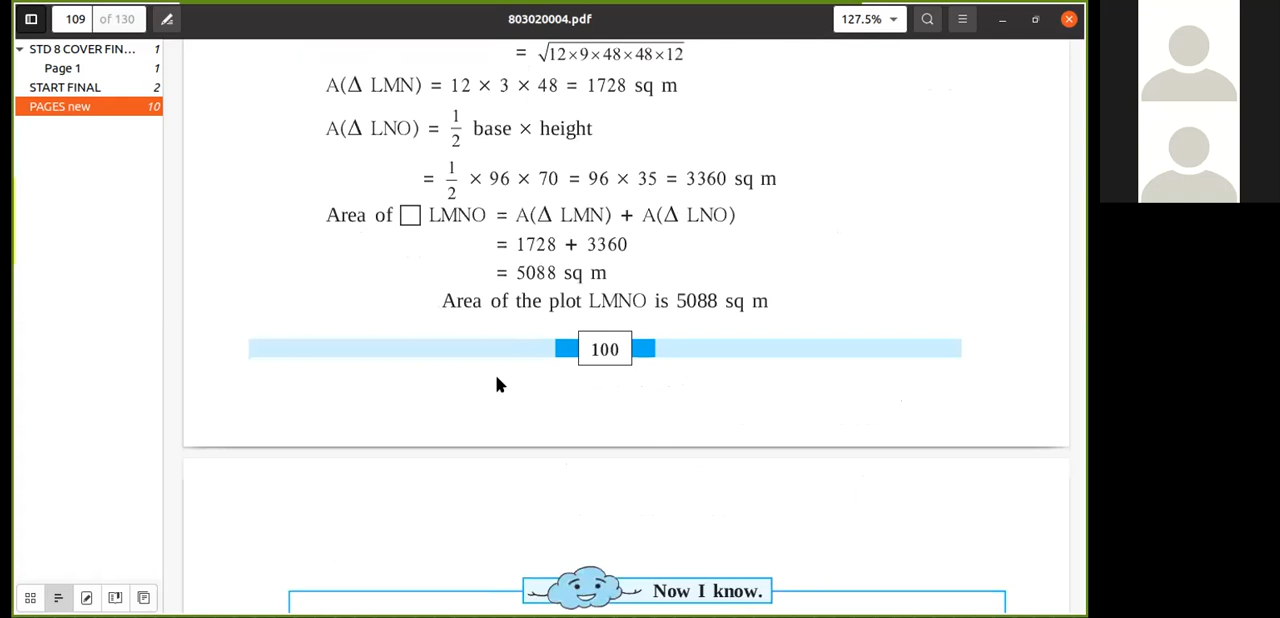 109 of 130
803020004.pdf
127.5%
STD 8 COVER FIN... 1
Page 1 1
START FINAL 2
PAGES new 10
= √12×9×48×48×12
A(Δ LMN) = 12 × 3 × 48 = 1728 sq m
A(Δ LNO) = 1/2 base × height
= 1/2 × 96 × 70 = 96 × 35 = 3360 sq m
Area of □ LMNO = A(Δ LMN) + A(Δ LNO)
= 1728 + 3360
= 5088 sq m
Area of the plot LMNO is 5088 sq m
100
Now I know.